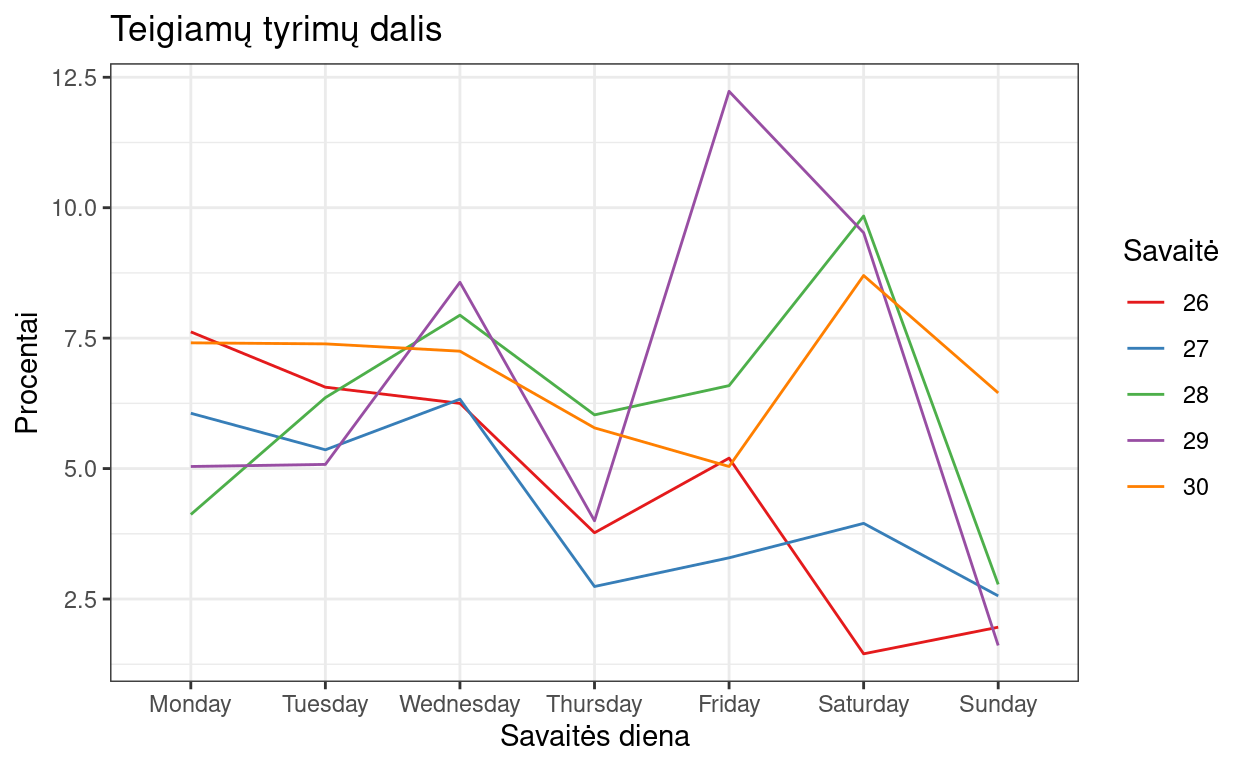 Teigiamų tyrimų dalis
Procentai
12.5
10.0
7.5
5.0
2.5
Monday Tuesday Wednesday Thursday Friday Saturday Sunday
Savaitės diena
Savaitė
26
27
28
29
30